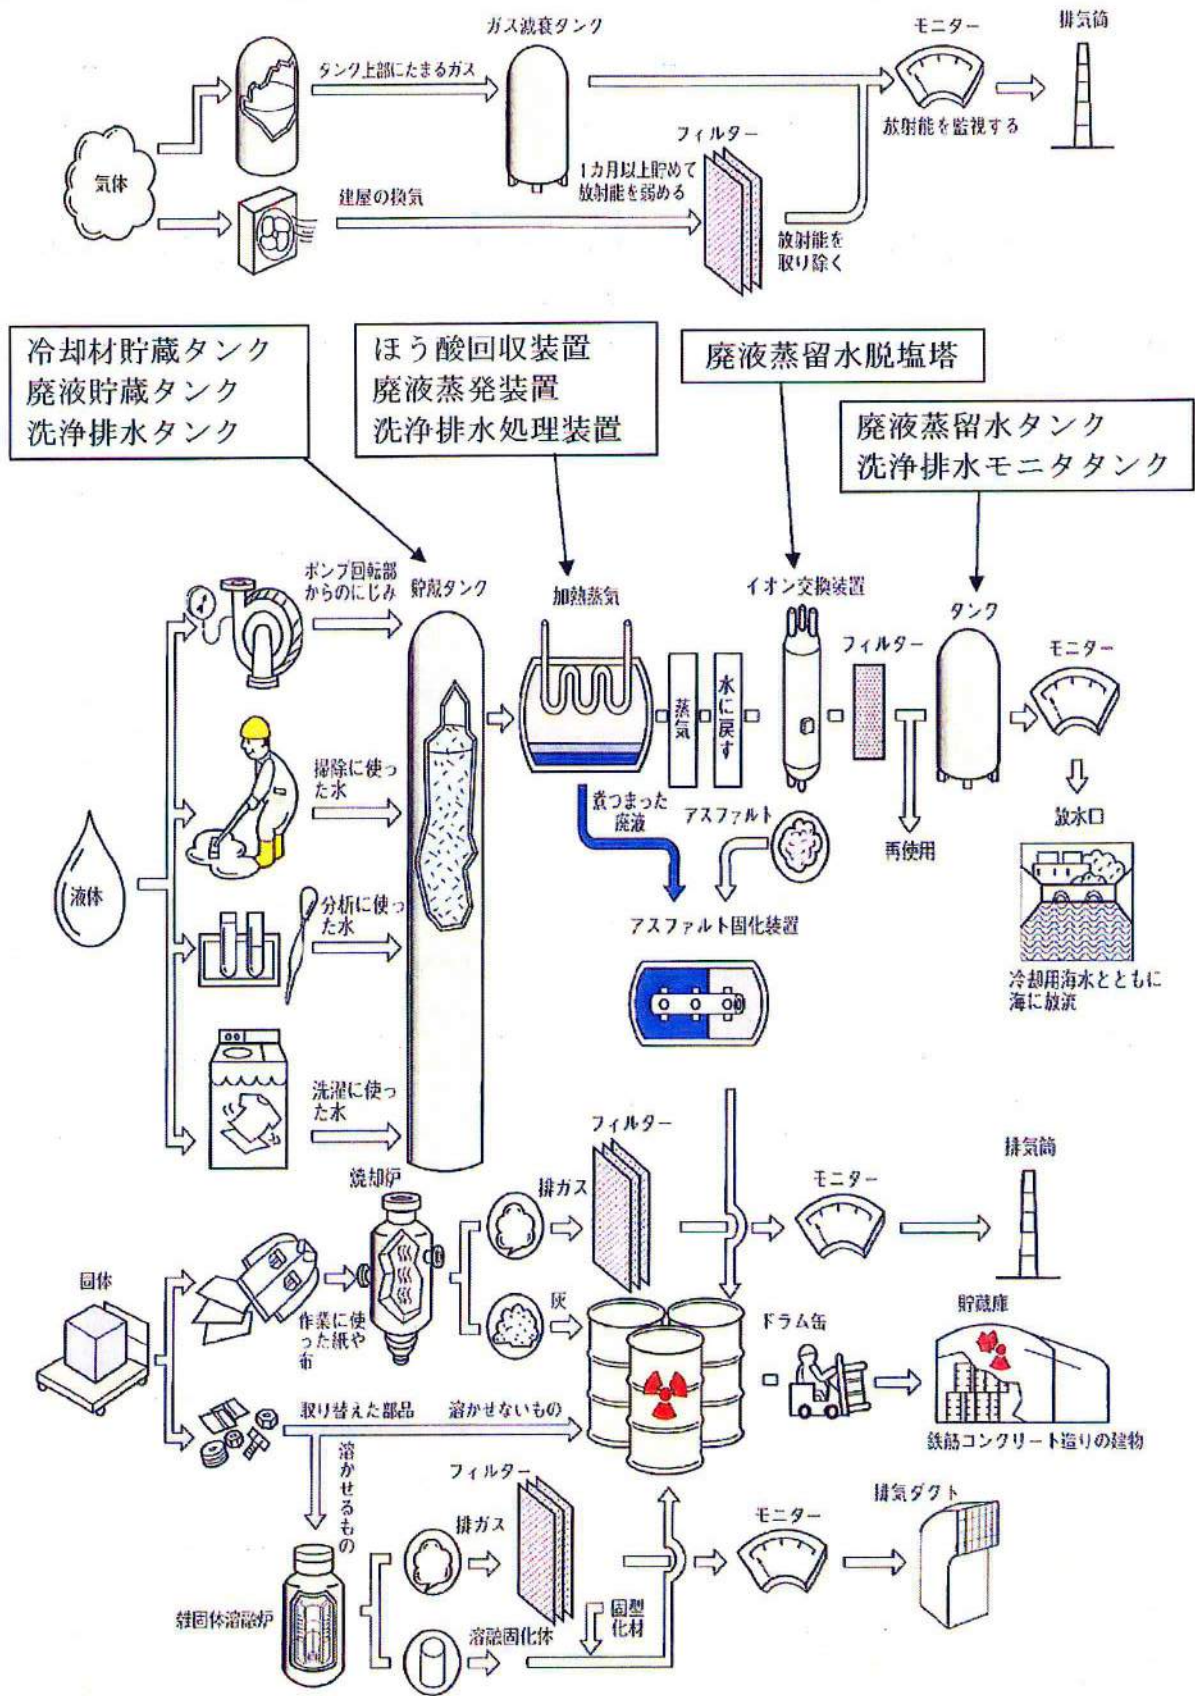 ガス減衰タンク
モニター
排気筒
タンク上部にたまるガス
放射能を監視する
フィルター
1カ月以上貯めて
放射能を弱める
気体
建屋の換気
放射能を
取り除く
冷却材貯蔵タンク
廃液貯蔵タンク
洗浄排水タンク
ほう酸回収装置
廃液蒸発装置
洗浄排水処理装置
廃液蒸留水脱塩塔
廃液蒸留水タンク
洗浄排水モニタタンク
ポンプ回転部
からのにじみ
貯蔵タンク
加熱蒸気
イオン交換装置
フィルター
タンク
モニター
蒸気
水に戻す
掃除に使っ
た水
煮つまった
廃液
アスファルト
再使用
放水口
液体
分析に使っ
た水
アスファルト固化装置
冷却用海水とともに
海に放流
洗濯に使っ
た水
焼却炉
排ガス
フィルター
モニター
排気筒
固体
作業に使
った紙や
布
灰
ドラム缶
貯蔵庫
鉄筋コンクリート造りの建物
取り替えた部品
溶かせないもの
溶かせるもの
フィルター
排ガス
モニター
排気ダクト
雑固体溶融炉
溶融固化体
固型
化材